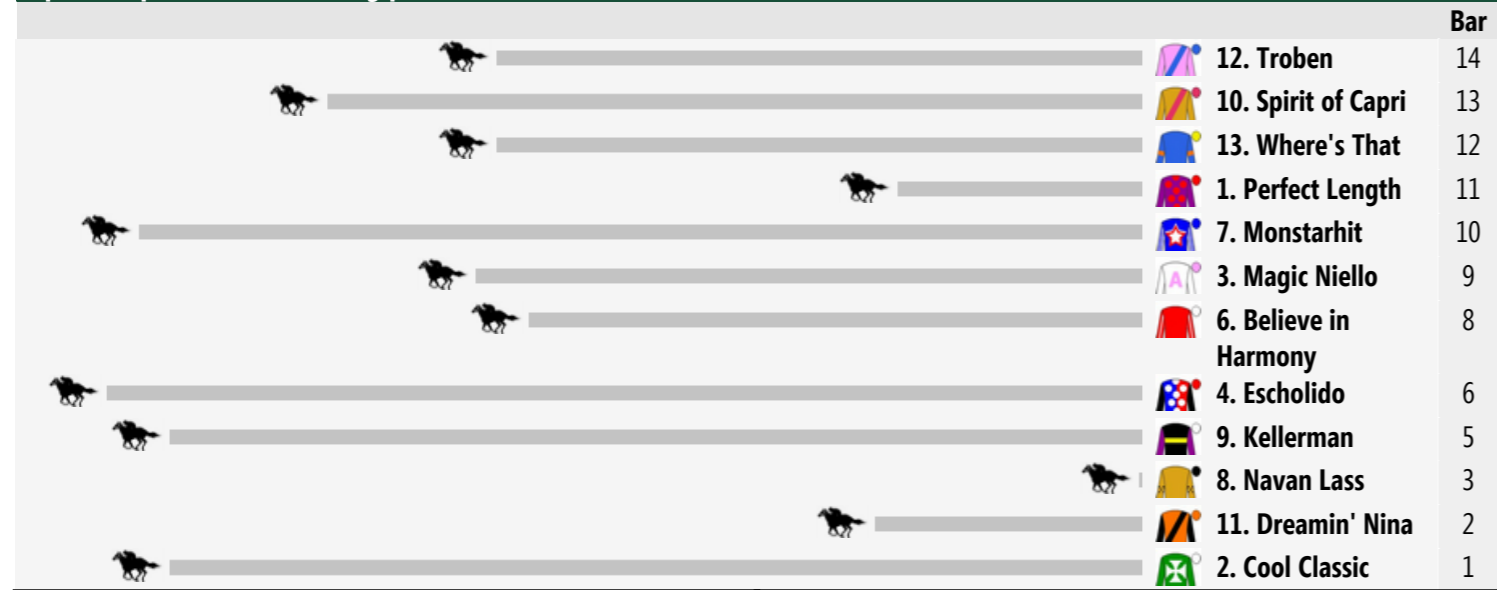 Bar
12. Troben 14
10. Spirit of Capri 13
13. Where's That 12
1. Perfect Length 11
7. Monstarhit 10
A 3. Magic Niello 9
6. Believe in 8
Harmony
4. Escholido 6
9. Kellerman 5
8. Navan Lass 3
11. Dreamin' Nina 2
2. Cool Classic 1